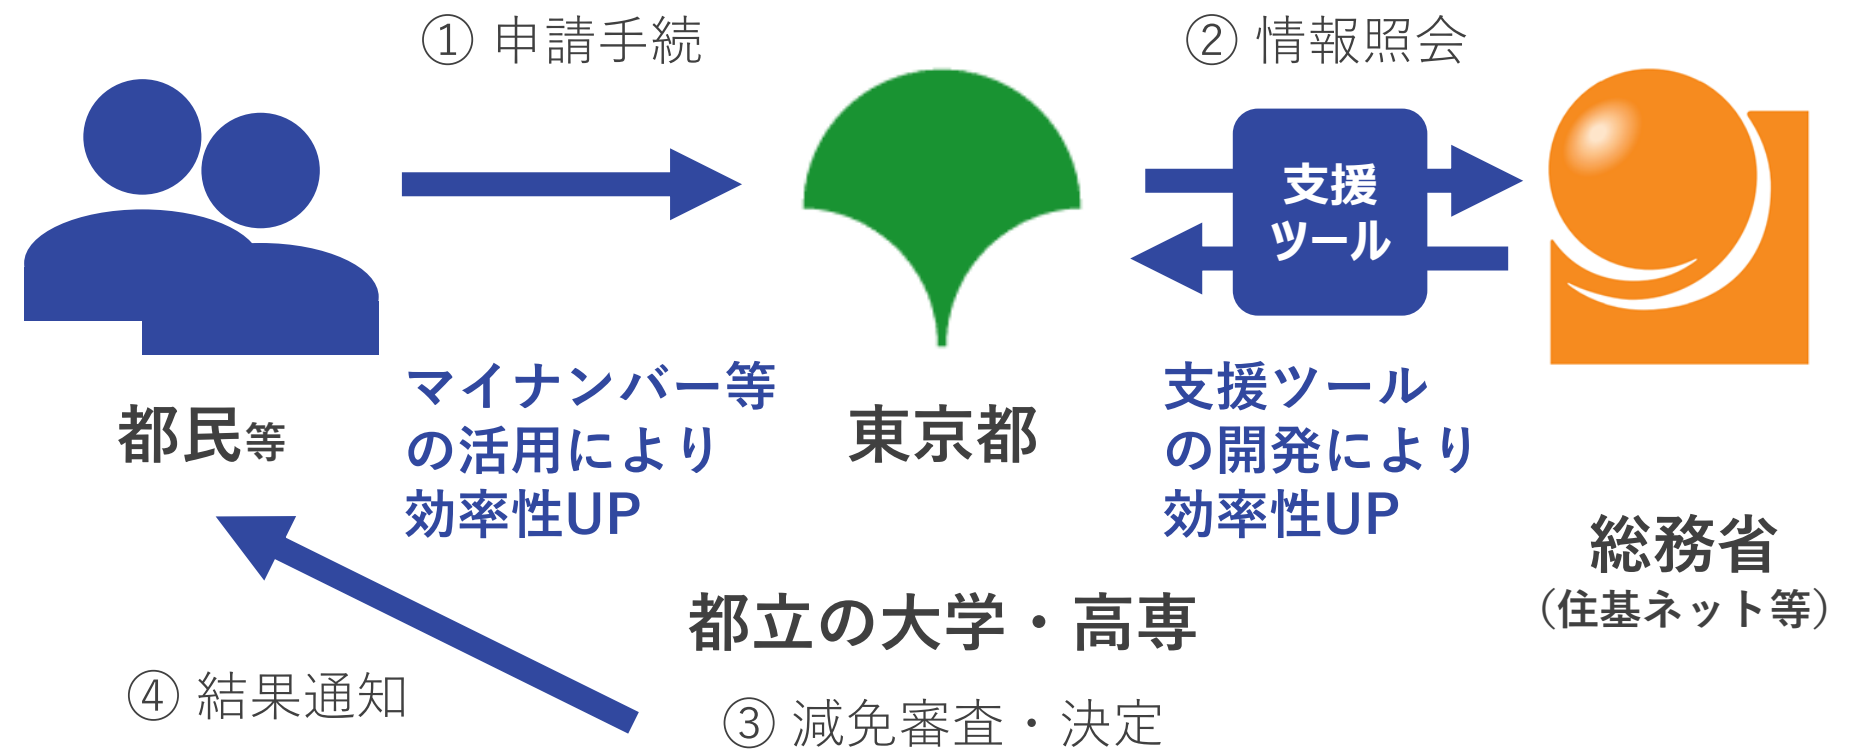 ① 申請手続
② 情報照会
支援
ツール
マイナンバー等
の活用により
効率性UP
支援ツール
の開発により
効率性UP
都民等
東京都
総務省
（住基ネット等）
都立の大学・高専
③ 減免審査・決定
④ 結果通知